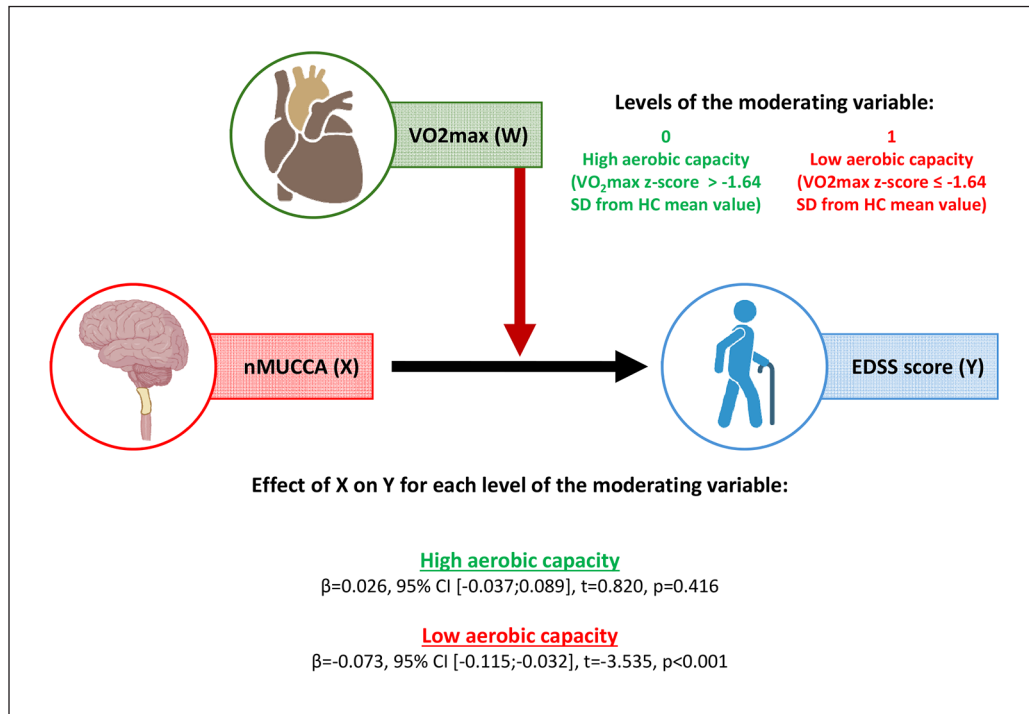 VO2max (W)
Levels of the moderating variable:
0
High aerobic capacity
(VO₂max z-score > -1.64
SD from HC mean value)
1
Low aerobic capacity
(VO2max z-score ≤ -1.64
SD from HC mean value)
nMUCCA (X)
EDSS score (Y)
Effect of X on Y for each level of the moderating variable:
High aerobic capacity
β=0.026, 95% CI [-0.037;0.089], t=0.820, p=0.416
Low aerobic capacity
β=-0.073, 95% CI [-0.115;-0.032], t=-3.535, p<0.001